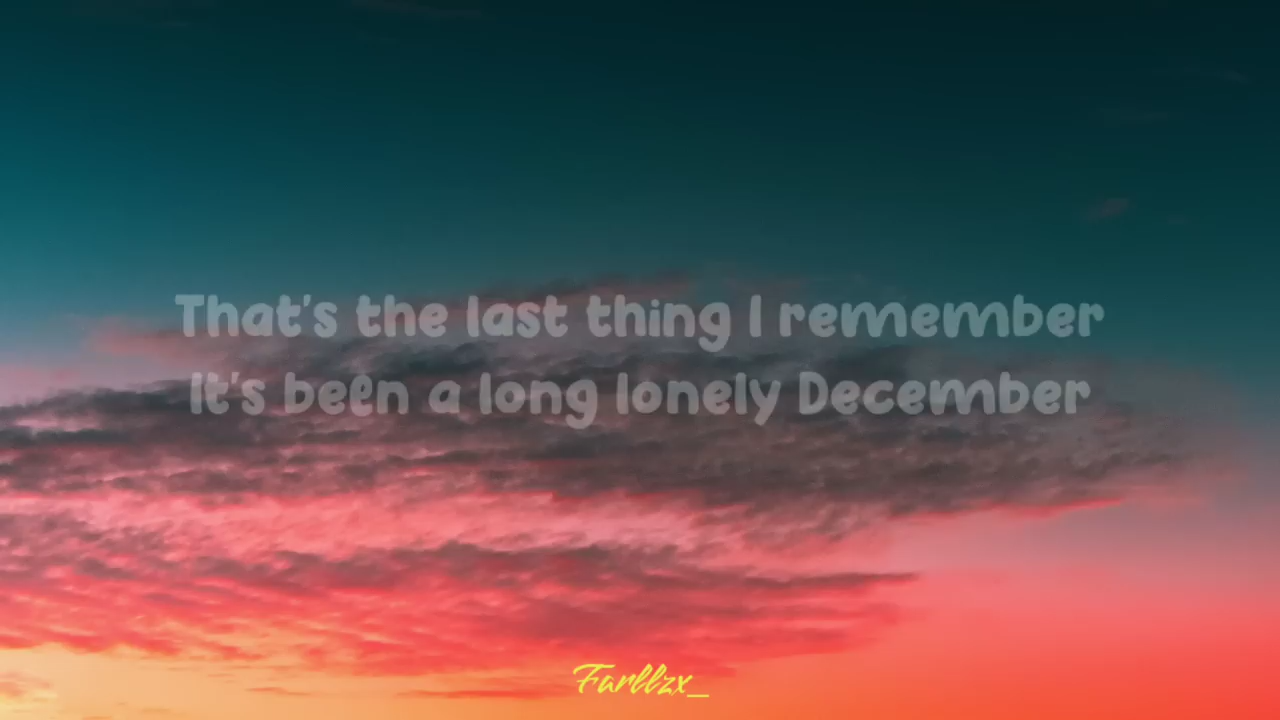 That's the last thing I remember
It's been a long lonely December
Farllzx_